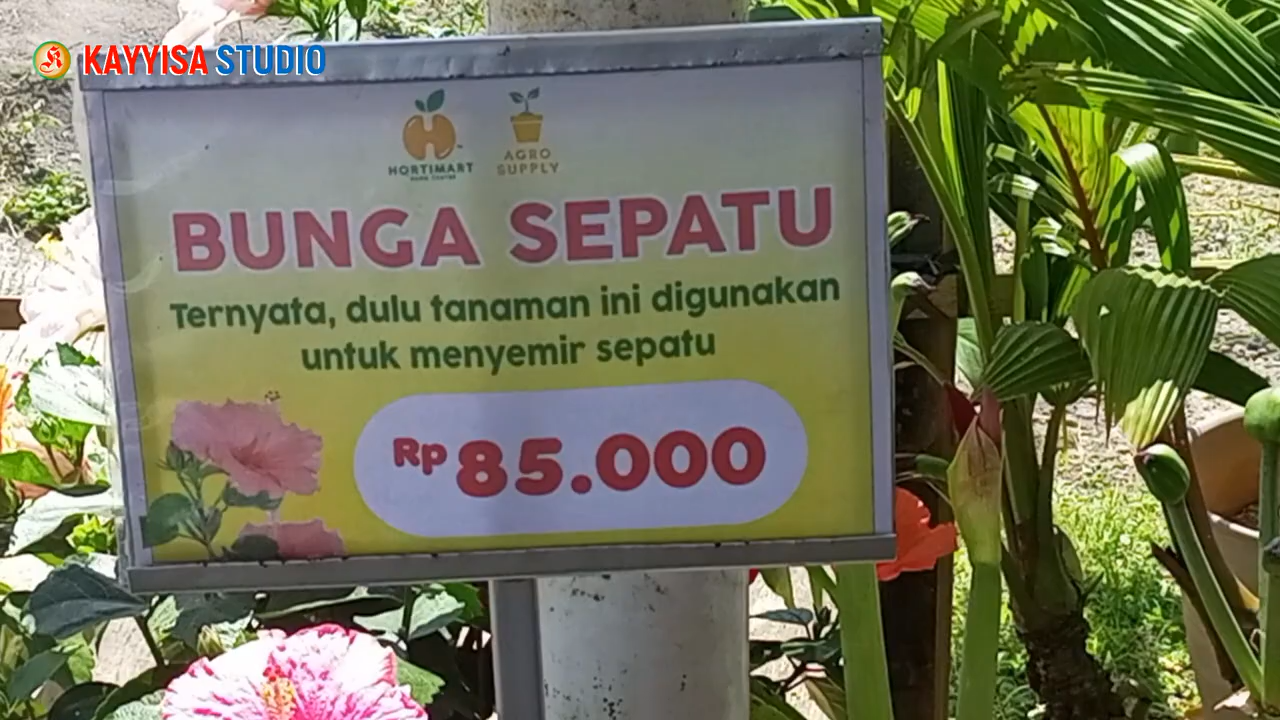 KAYYISA STUDIO
HORTIMART
AGRO
SUPPLY
BUNGA SEPATU
Ternyata, dulu tanaman ini digunakan
untuk menyemir sepatu
Rp 85.000